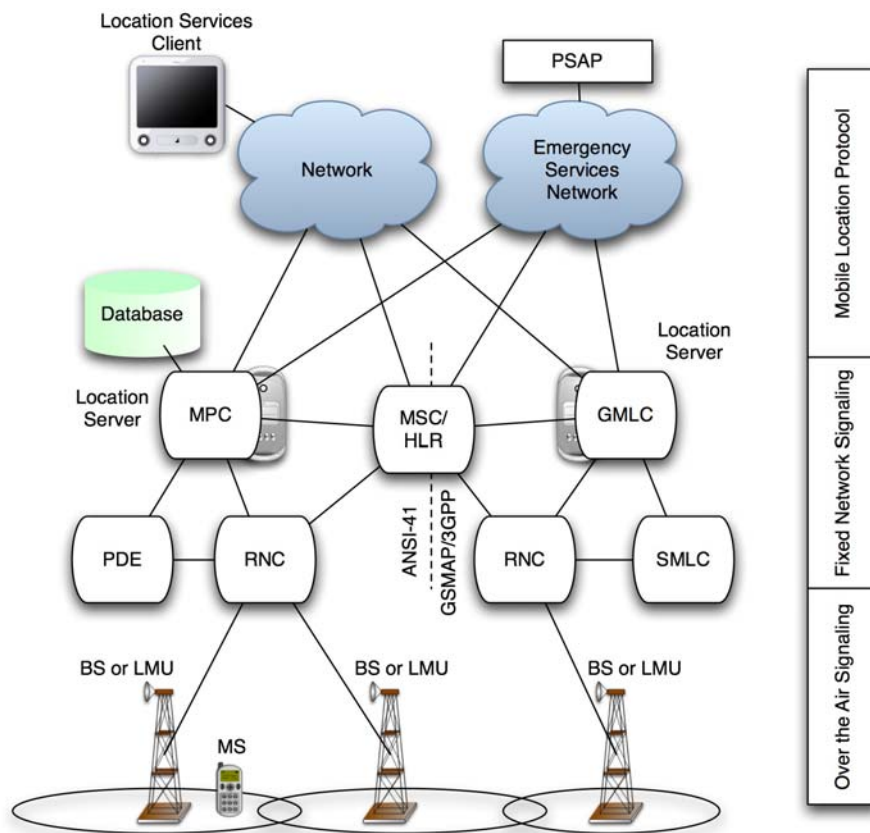 Location Services
Client
PSAP
Network
Emergency
Services
Network
Database
Location
Server
Location
Server
MPC
MSC/
HLR
GMLC
ANSI-41
GSMAP/3GPP
PDE
RNC
RNC
SMLC
BS or LMU
BS or LMU
BS or LMU
MS
Mobile Location Protocol
Fixed Network Signaling
Over the Air Signaling